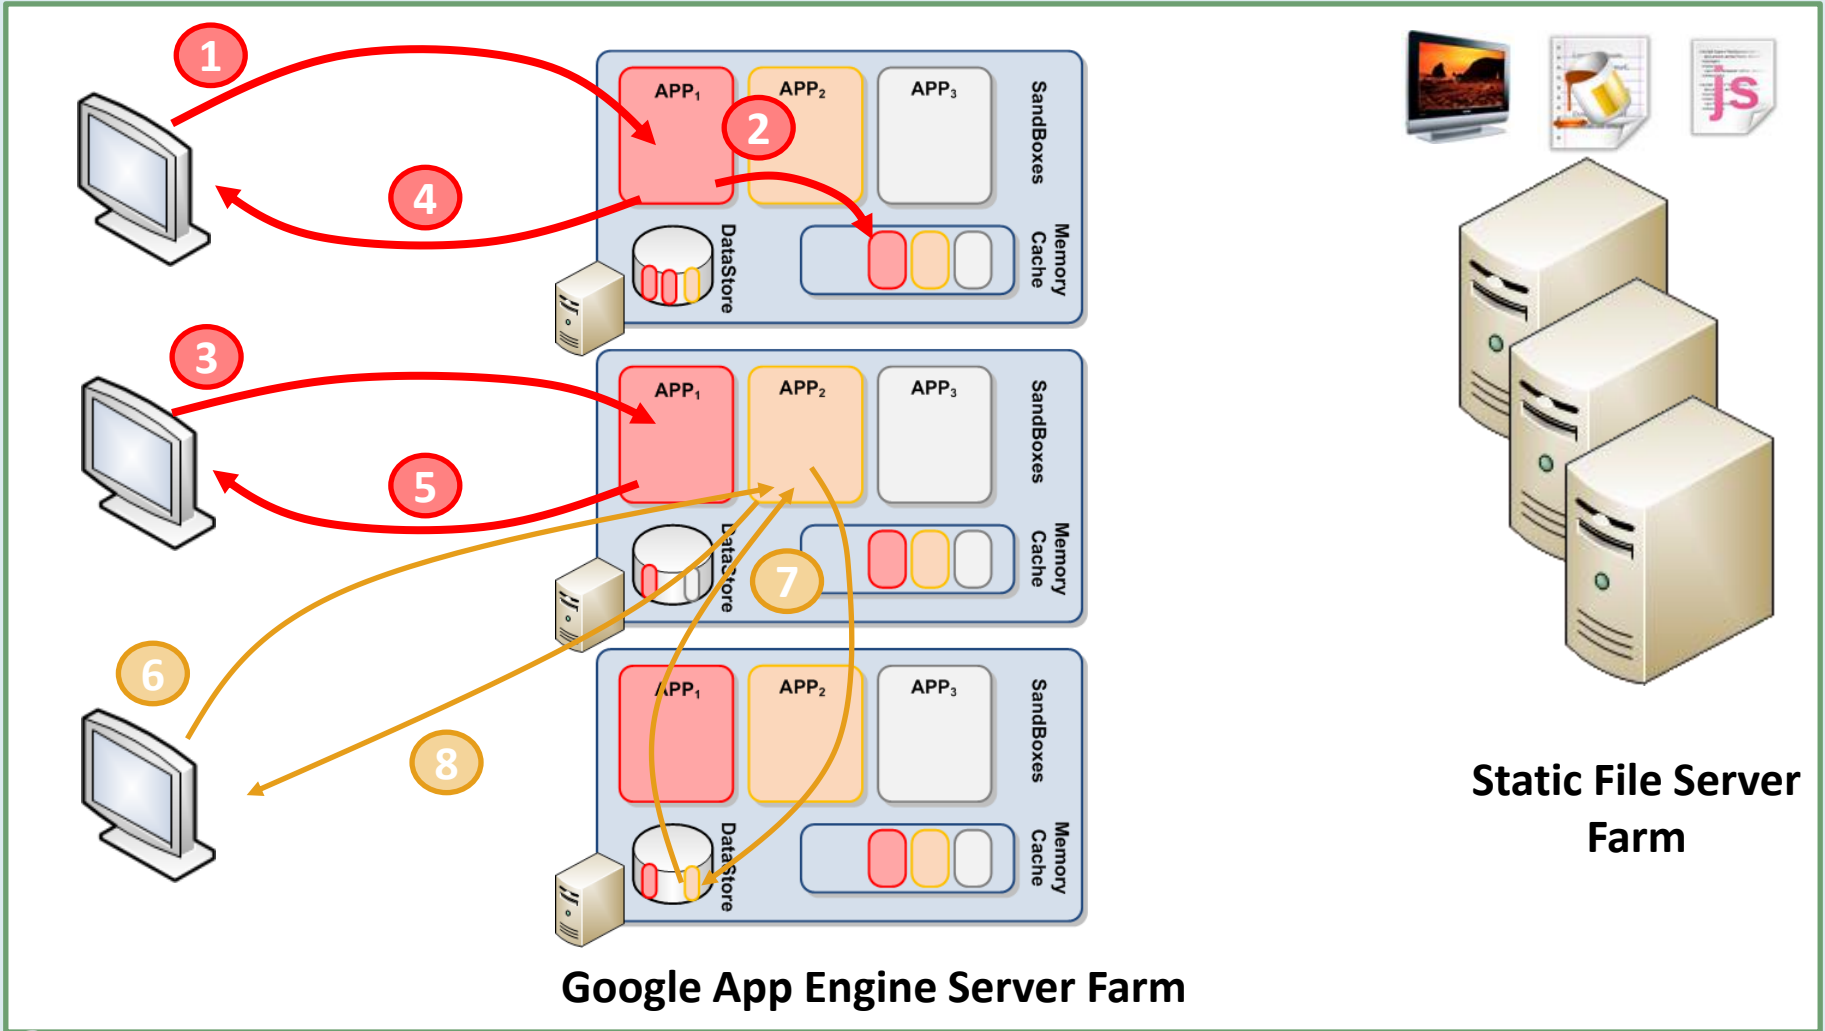 1
APP₁
APP₂
APP₃
SandBoxes
2
4
DataStore
Memory
Cache
js
3
APP₁
APP₂
APP₃
SandBoxes
5
DataStore
7
Memory
Cache
6
APP₁
APP₂
APP₃
SandBoxes
8
DataStore
Memory
Cache
Static File Server
Farm
Google App Engine Server Farm